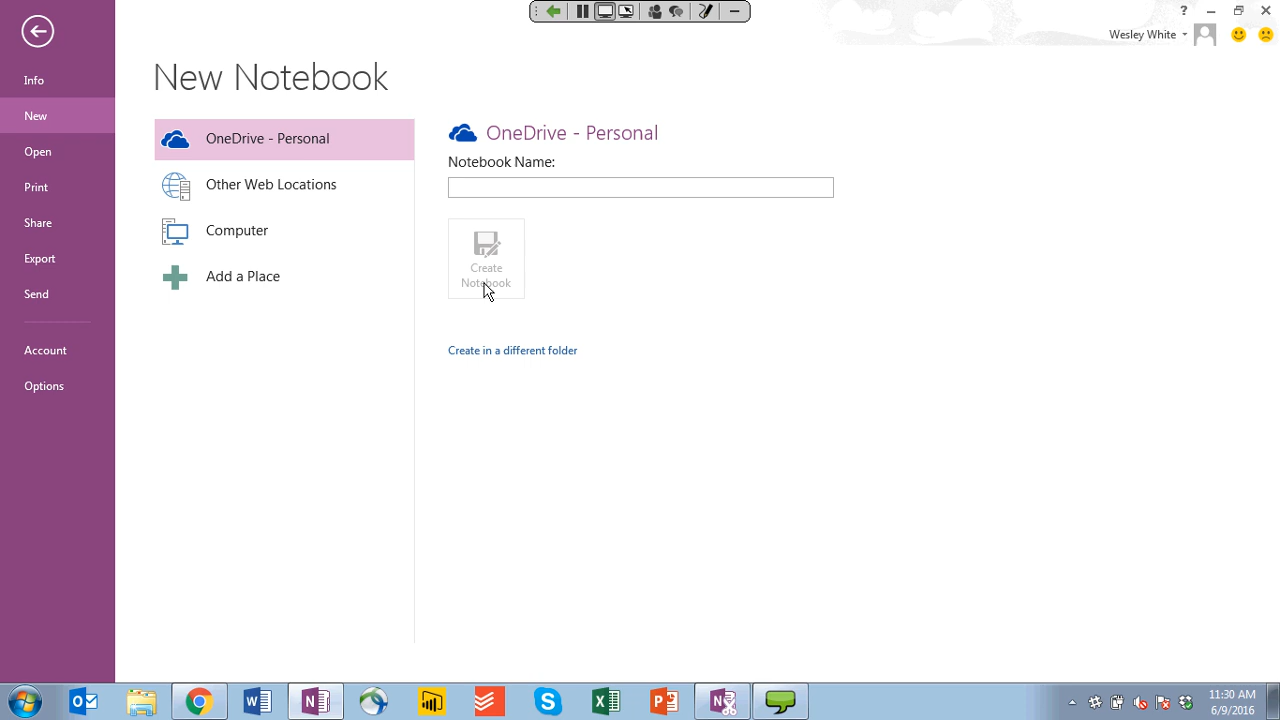 ?
Wesley White
Info
New
Open
Print
Share
Export
Send
Account
Options
New Notebook
OneDrive - Personal
Other Web Locations
Computer
Add a Place
OneDrive - Personal
Notebook Name:
Create
Notebook
Create in a different folder
11:30 AM
6/9/2016